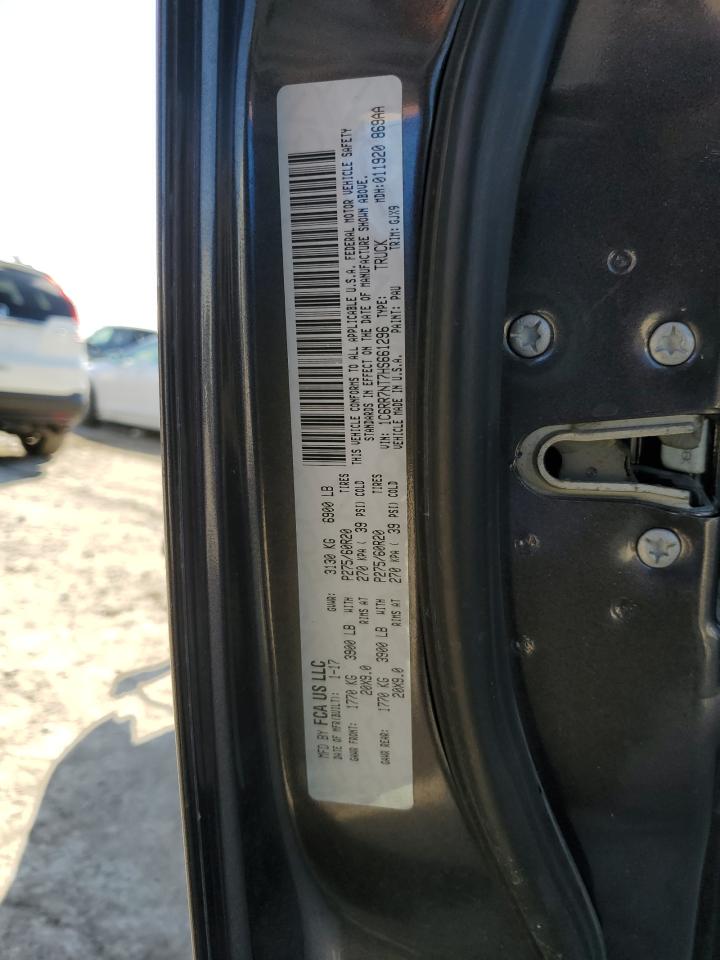 MFD BY FCA US LLC
DATE OF MFR(BUILT): 1-17 GVWR: 3130 KG 6900 LB
GAWR FRONT: 1770 KG 3900 LB WITH P275/60R20 TIRES
20X9.0 RIMS AT 270 KPA ( 39 PSI) COLD
GAWR REAR: 1770 KG 3900 LB WITH P275/60R20 TIRES
20X9.0 RIMS AT 270 KPA ( 39 PSI) COLD
THIS VEHICLE CONFORMS TO ALL APPLICABLE U.S.A. FEDERAL MOTOR VEHICLE SAFETY
STANDARDS IN EFFECT ON THE DATE OF MANUFACTURE SHOWN ABOVE.
VIN: 1C6RR7NT7HS661296 TYPE: TRUCK MDH:011920 869AA
VEHICLE MADE IN U.S.A. PAINT: PAU TRIM: GJX9